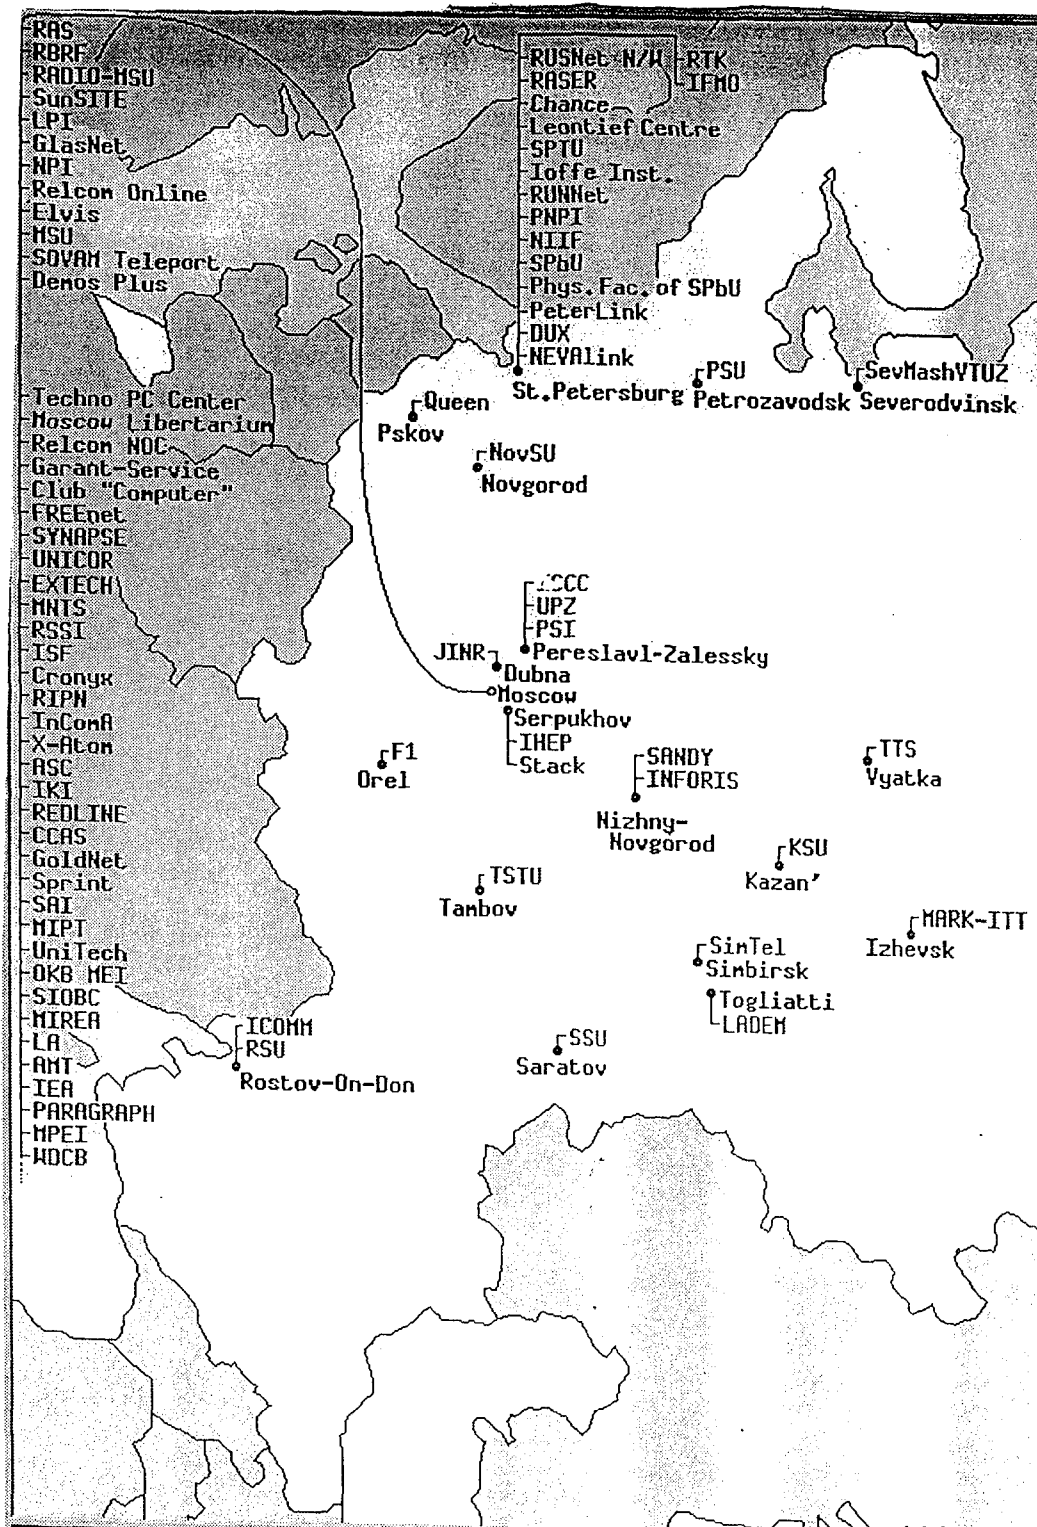 RAS
RBRF
RADIO-MSU
SunSITE
LPI
GlasNet
NPI
Relcom Online
Elvis
MSU
SOVAM Teleport
Demos Plus
Techno PC Center
Moscow Libertarium
Relcom NOC
Garant-Service
Club "Computer"
FREEnet
SYNAPSE
UNICOR
EXTECH
MNTS
RSSI
ISF
Cronyx
RIPN
InComA
X-Atom
ASC
IKI
REDLINE
CCAS
GoldNet
Sprint
SAI
MIPT
UniTech
OKB MEI
SIOBC
MIREA
LA
AMT
IEA
PARAGRAPH
MPEI
WDCB
RUSNet-N/W
RTK
RASER
IFMO
Chance
Leontief Centre
SPTU
Ioffe Inst.
RUNNet
PNPI
NIIF
SPbU
Phys. Fac. of SPbU
PeterLink
DUX
NEVAlink
St.Petersburg
PSU
Petrozavodsk
SevMashVTUZ
Severodvinsk
Queen
Pskov
NovSU
Novgorod
UPZ
PSI
Pereslavl-Zalessky
JINR
Dubna
Moscow
Serpukhov
IHEP
Stack
F1
Orel
SANDY
INFORIS
Nizhny-
Novgorod
TTS
Vyatka
KSU
Kazan'
TSTU
Tambov
MARK-ITT
Izhevsk
SimTel
Simbirsk
Togliatti
LADEM
ICOMM
RSU
Rostov-On-Don
SSU
Saratov